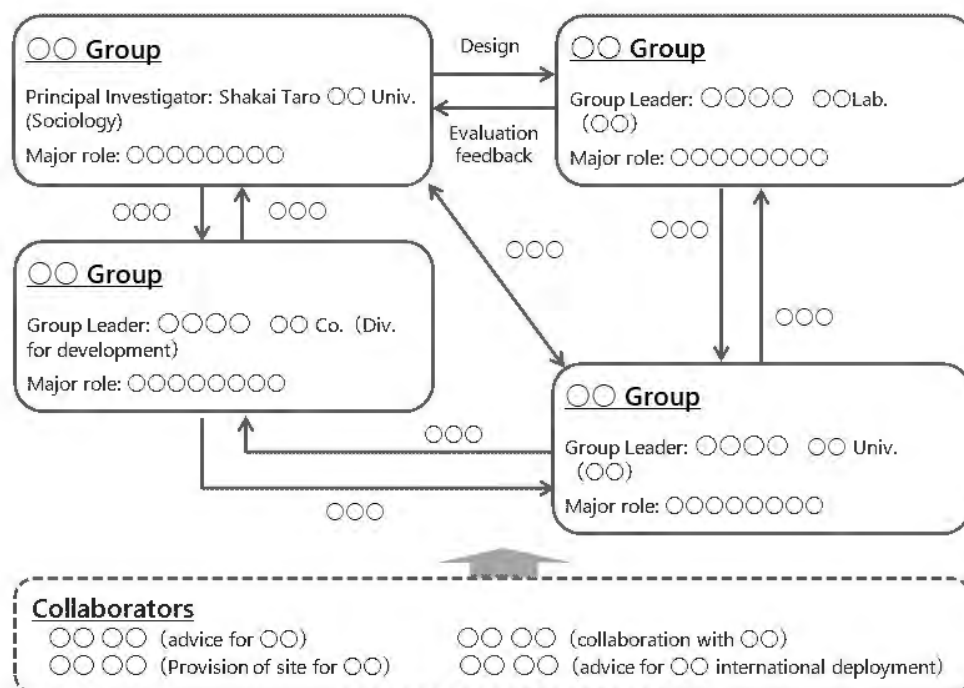 ○○ Group
Principal Investigator: Shakai Taro ○○ Univ.
(Sociology)
Major role: ○○○○○○○○
Design
Evaluation
feedback
○○ Group
Group Leader: ○○○○ ○○Lab.
(○○)
Major role: ○○○○○○○○
○○○
○○○
○○○
○○○
○○○
○○ Group
Group Leader: ○○○○ ○○ Co. (Div.
for development)
Major role: ○○○○○○○○
○○ Group
Group Leader: ○○○○ ○○ Univ.
(○○)
Major role: ○○○○○○○○
○○○
○○○
Collaborators
○○ ○○ (advice for ○○)
○○ ○○ (collaboration with ○○)
○○ ○○ (Provision of site for ○○)
○○ ○○ (advice for ○○ international deployment)